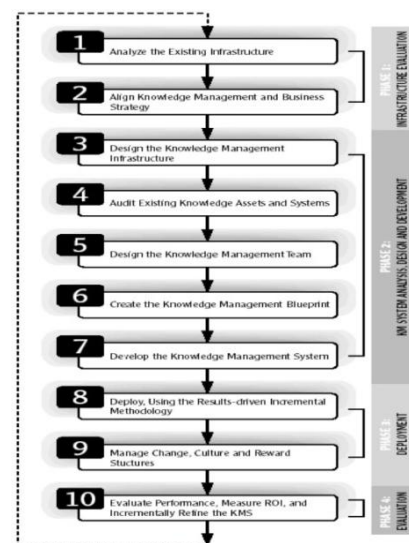 1
Analyze the Existing Infrastructure
2
Align Knowledge Management and Business
Strategy
3
Design the Knowledge Management
Infrastructure
4
Audit Existing Knowledge Assets and Systems
5
Design the Knowledge Management Team
6
Create the Knowledge Management Blueprint
7
Develop the Knowledge Management System
8
Deploy, Using the Results-driven Incremental
Methodology
9
Manage Change, Culture and Reward
Stuctures
10
Evaluate Performance, Measure ROI, and
Incrementally Refine the KMS
PHASE 1:
INFRASTRUCTURE EVALUATION
PHASE 2:
KM SYSTEM ANALYSIS, DESIGN AND DEVELOPMENT
PHASE 3:
DEPLOYMENT
PHASE 4:
EVALUATION